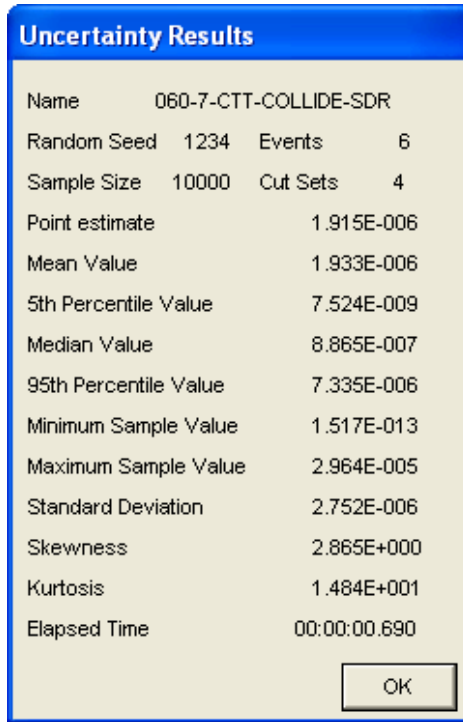 Uncertainty Results
Name 060-7-CTT-COLLIDE-SDR
Random Seed 1234 Events 6
Sample Size 10000 Cut Sets 4
Point estimate 1.915E-006
Mean Value 1.933E-006
5th Percentile Value 7.524E-009
Median Value 8.865E-007
95th Percentile Value 7.335E-006
Minimum Sample Value 1.517E-013
Maximum Sample Value 2.964E-005
Standard Deviation 2.752E-006
Skewness 2.865E+000
Kurtosis 1.484E+001
Elapsed Time 00:00:00.690
OK